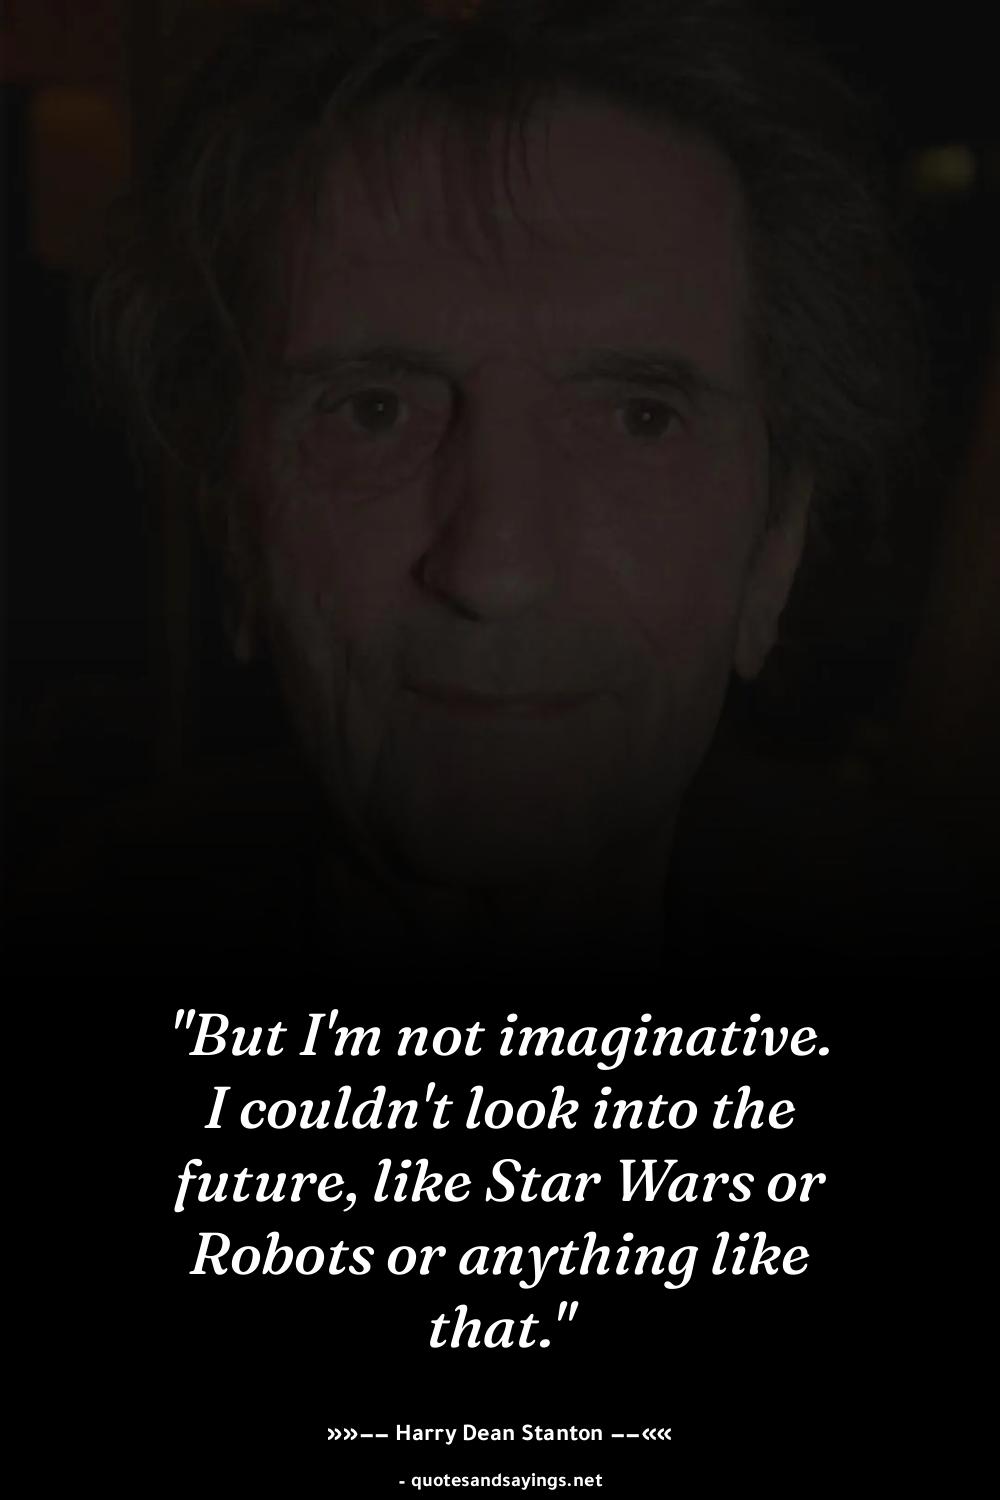 "But I'm not imaginative.
I couldn't look into the
future, like Star Wars or
Robots or anything like
that."
»»−− Harry Dean Stanton −−««
- quotesandsayings.net